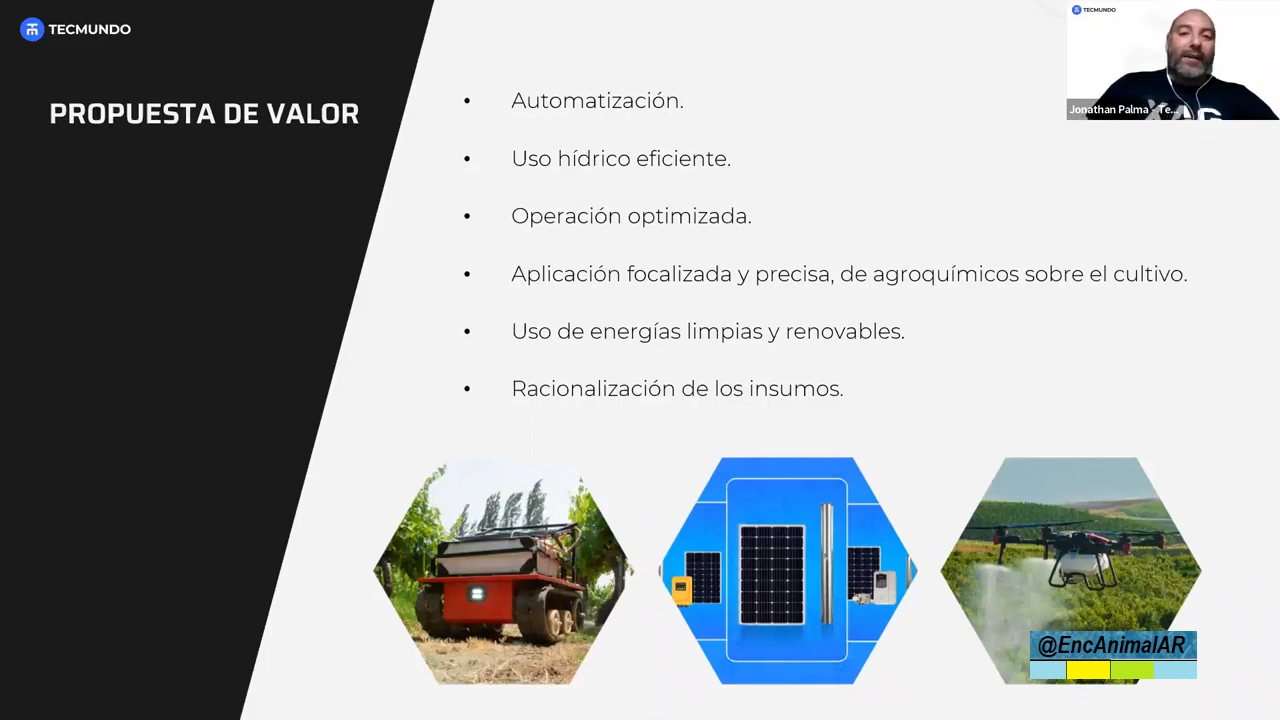 TECMUNDO
PROPUESTA DE VALOR
• Automatización.
• Uso hídrico eficiente.
• Operación optimizada.
• Aplicación focalizada y precisa, de agroquímicos sobre el cultivo.
• Uso de energías limpias y renovables.
• Racionalización de los insumos.
TECMUNDO
Jonathan Palma - Te...
@EncAnimalAR